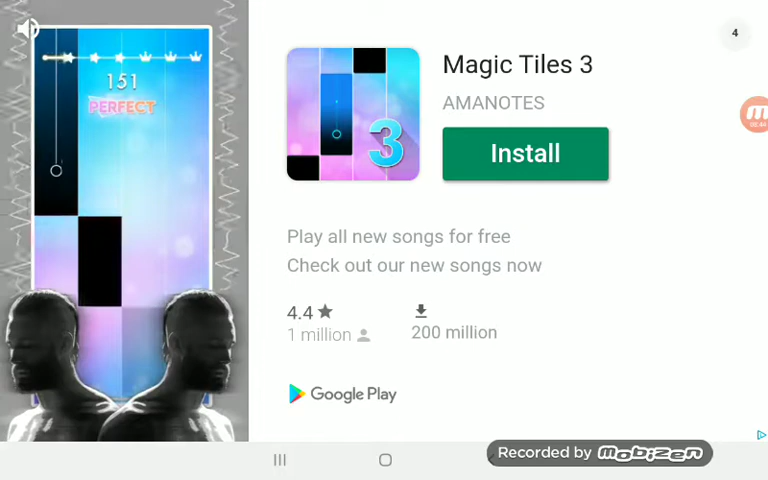 151
PERFECT
4
3
Magic Tiles 3
AMANOTES
Install
Play all new songs for free
Check out our new songs now
4.4
1 million
200 million
Google Play
Recorded by mobizen